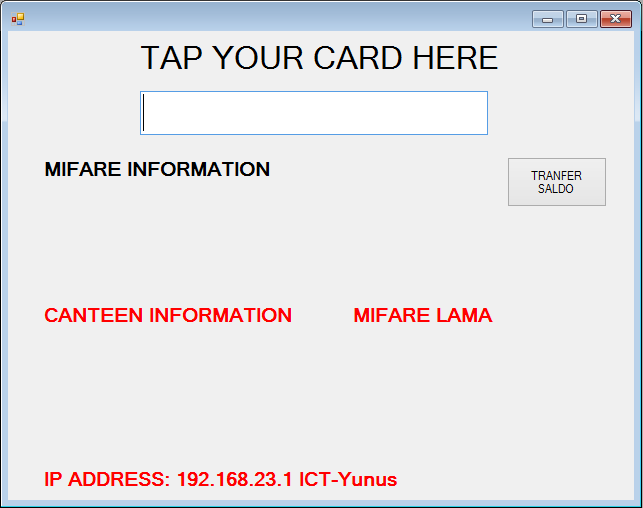 TAP YOUR CARD HERE
MIFARE INFORMATION
TRANFER
SALDO
CANTEEN INFORMATION
MIFARE LAMA
IP ADDRESS: 192.168.23.1 ICT-Yunus